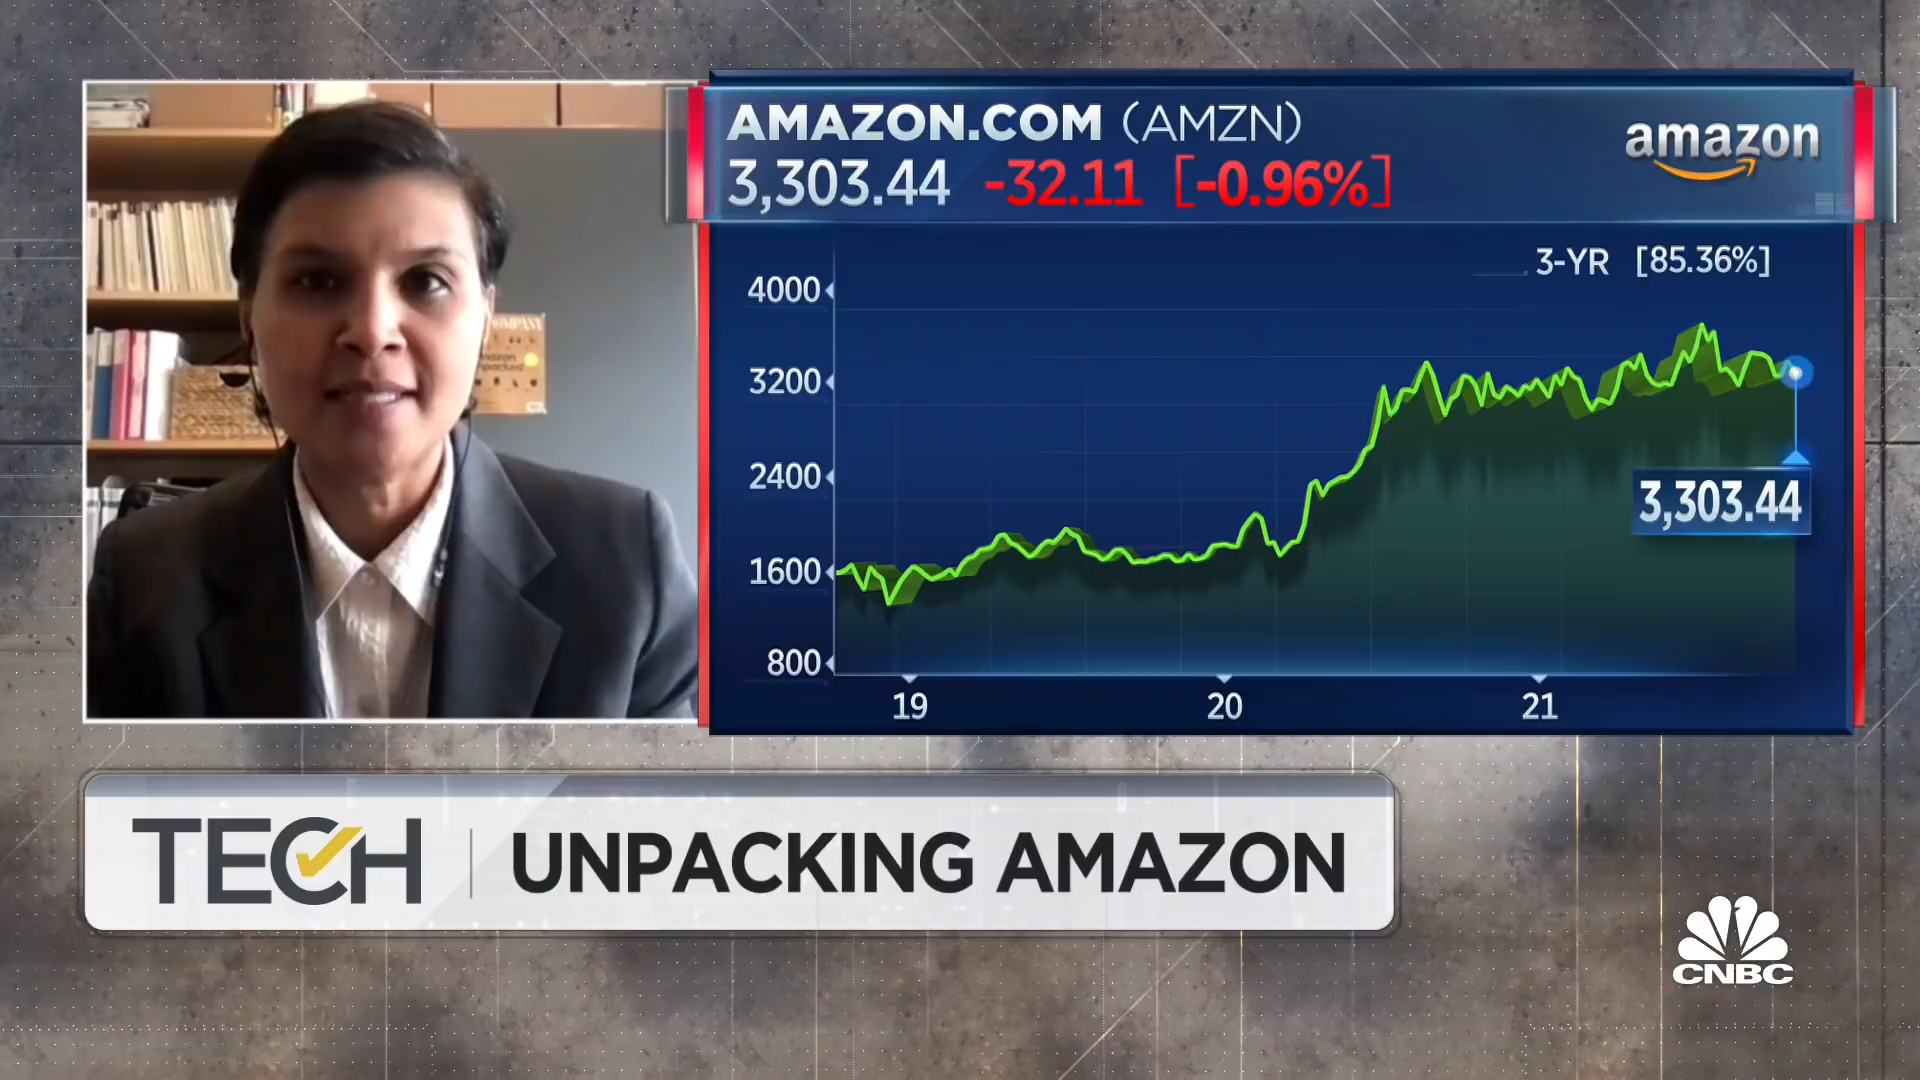 AMAZON.COM (AMZN)
3,303.44 -32.11 [-0.96%]
amazon
3-YR [85.36%]
4000
3200
2400
1600
800
3,303.44
19 20 21
TECH UNPACKING AMAZON
CNBC